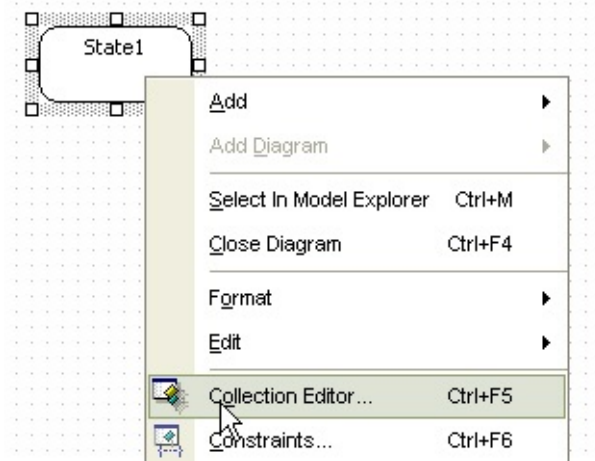 State1
Add
Add Diagram
Select In Model Explorer Ctrl+M
Close Diagram Ctrl+F4
Format
Edit
Collection Editor... Ctrl+F5
Constraints... Ctrl+F6